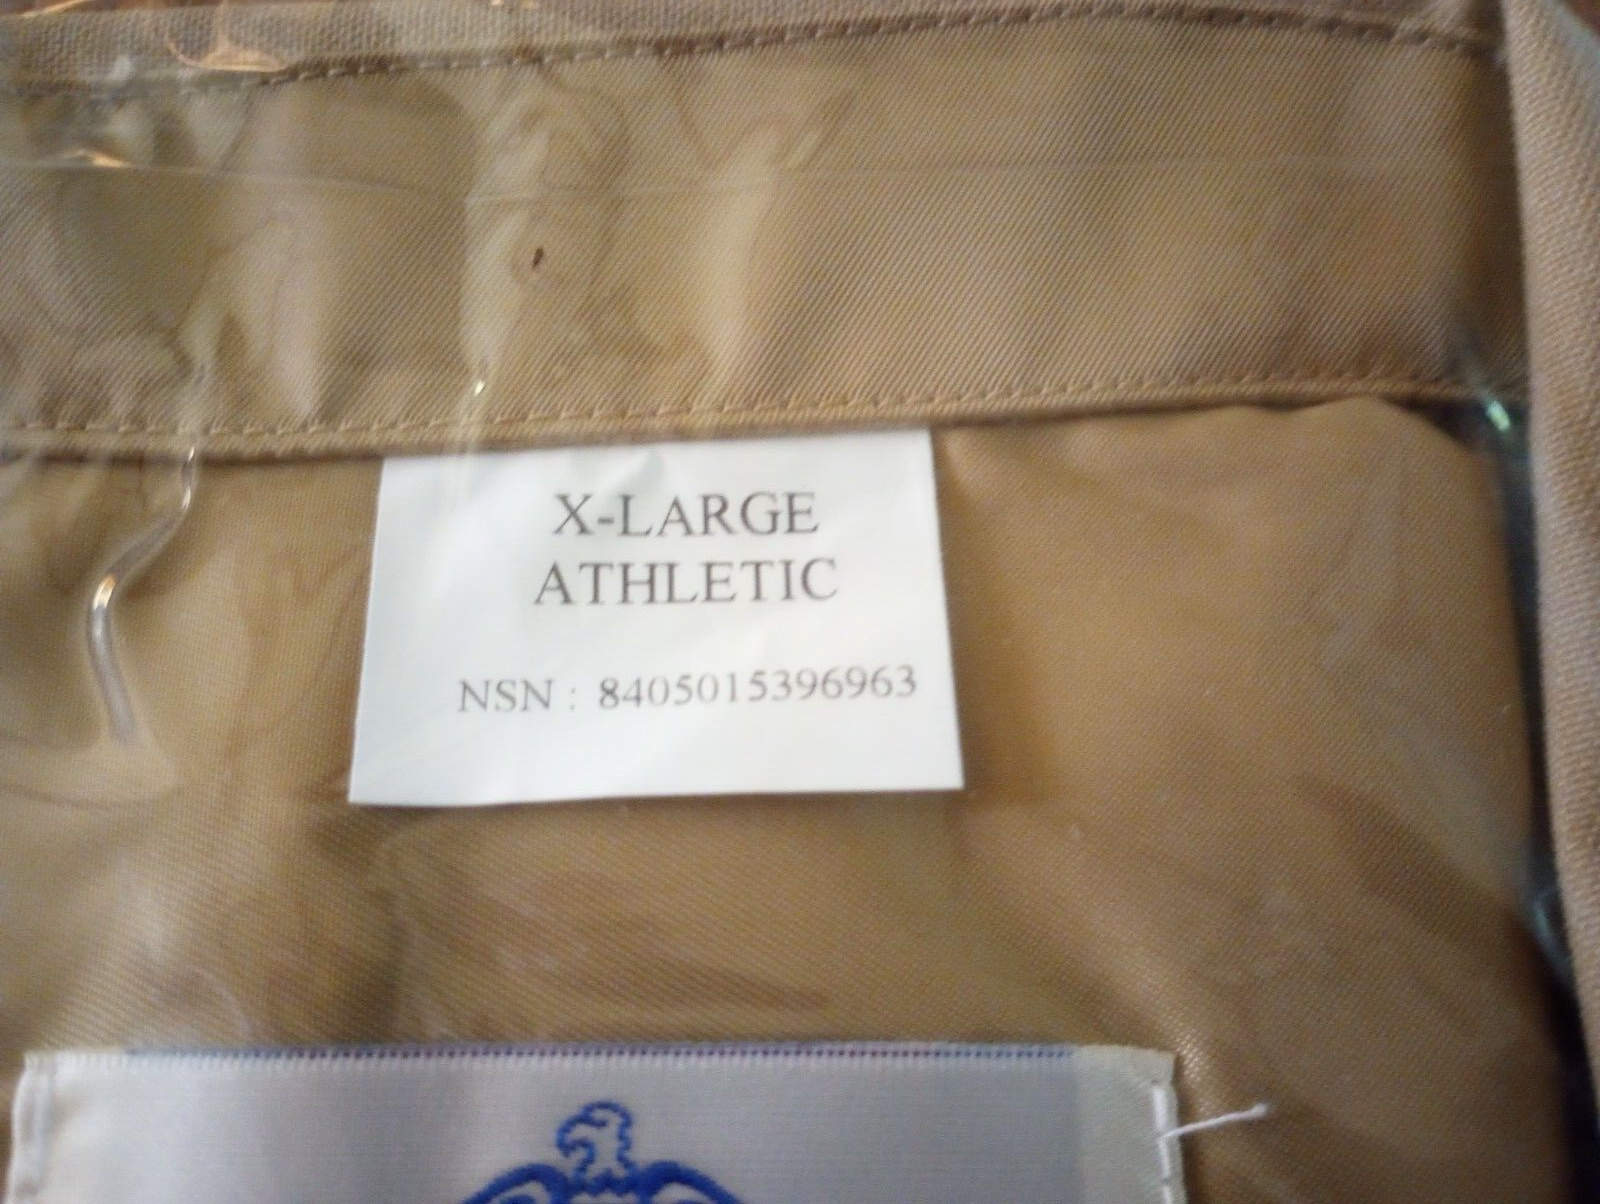 X-LARGE
ATHLETIC
NSN : 8405015396963